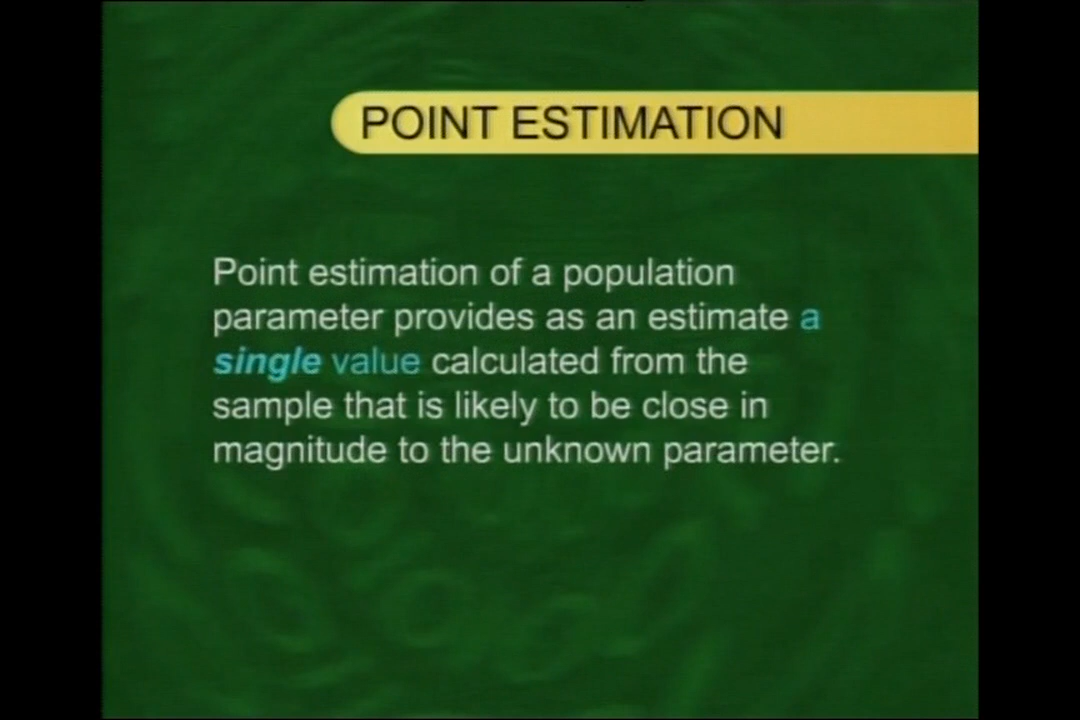 POINT ESTIMATION
Point estimation of a population
parameter provides as an estimate a
single value calculated from the
sample that is likely to be close in
magnitude to the unknown parameter.